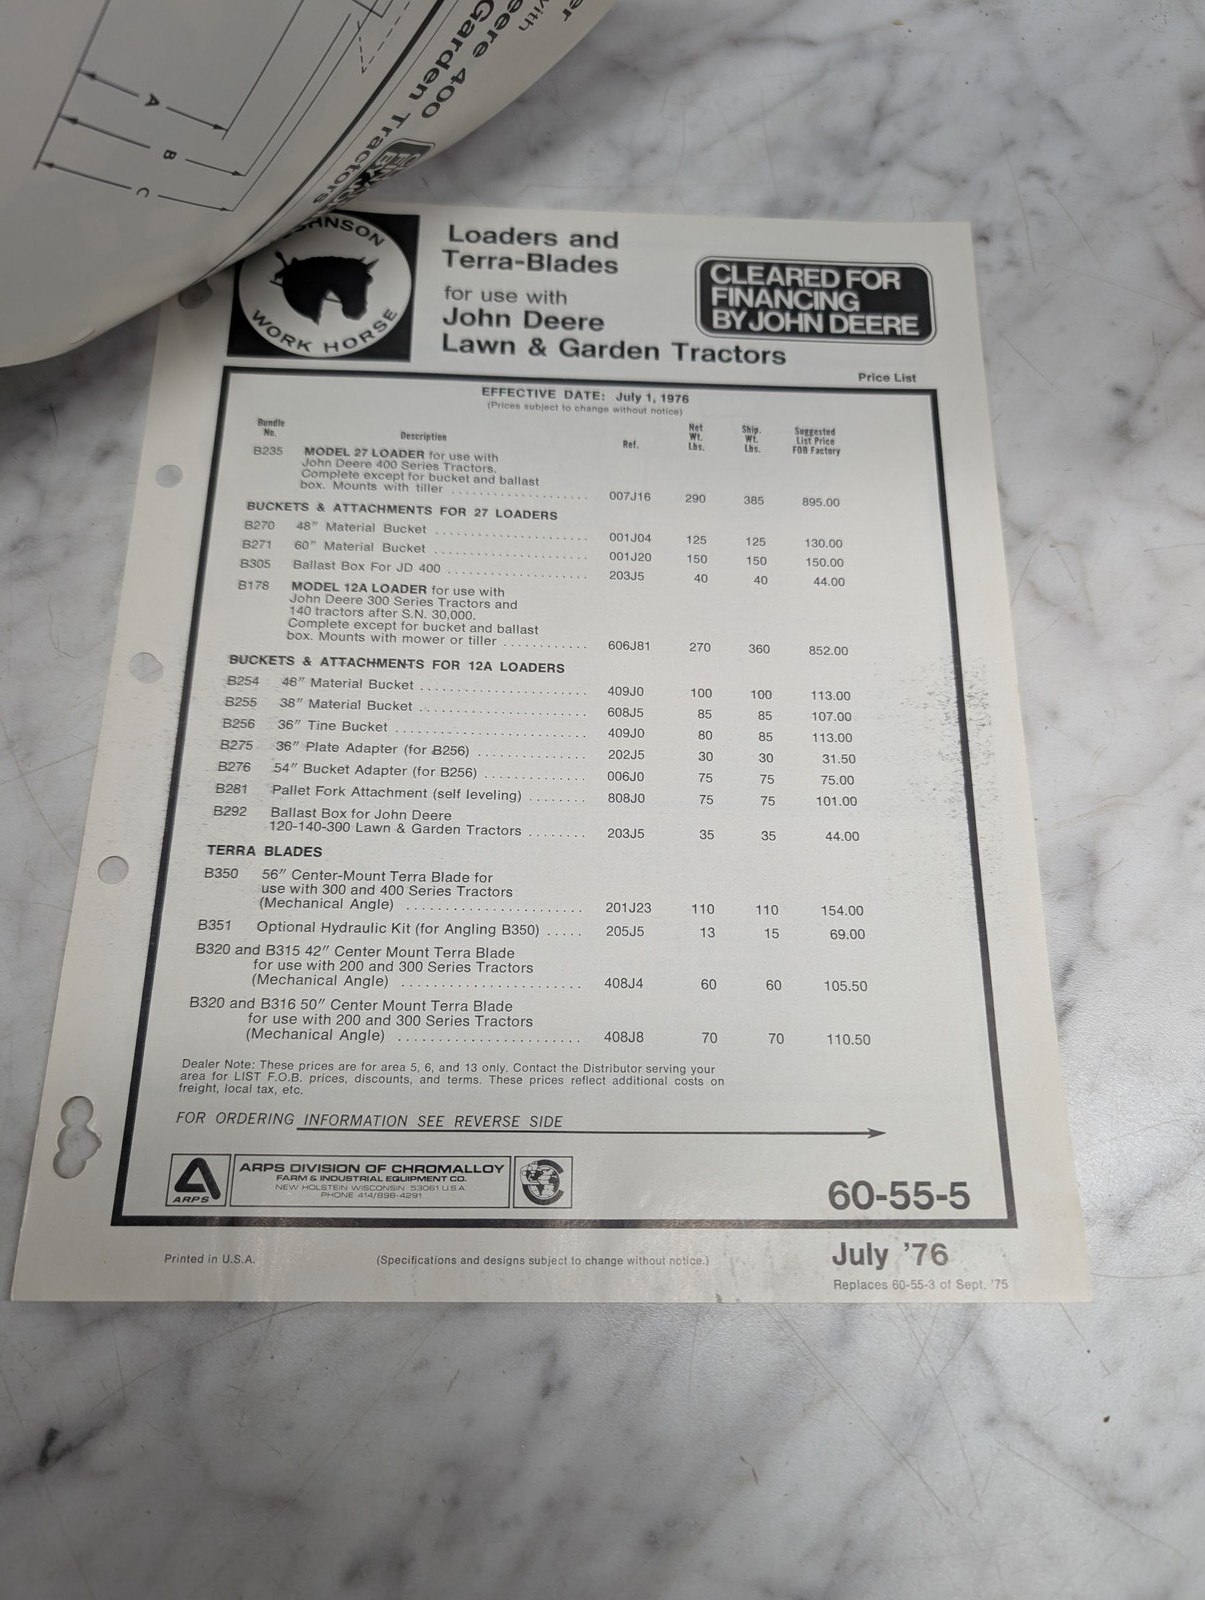 er
with
eere 400
Garden Tractors
A
B
C
WORK HORSE
Loaders and
Terra-Blades
for use with
John Deere
Lawn & Garden Tractors
CLEARED FOR
FINANCING
BY JOHN DEERE
Price List
EFFECTIVE DATE: July 1, 1976
(Prices subject to change without notice)
Bundle No. Description Ref. Net Wt. Lbs. Ship. Wt. Lbs. Suggested List Price FOB Factory
B235 MODEL 27 LOADER for use with
John Deere 400 Series Tractors.
Complete except for bucket and ballast
box. Mounts with tiller .................... 007J16 290 385 895.00
BUCKETS & ATTACHMENTS FOR 27 LOADERS
B270 48" Material Bucket ...................... 001J04 125 125 130.00
B271 60" Material Bucket ...................... 001J20 150 150 150.00
B305 Ballast Box For JD 400 .................... 203J5 40 40 44.00
B178 MODEL 12A LOADER for use with
John Deere 300 Series Tractors and
140 tractors after S.N. 30,000.
Complete except for bucket and ballast
box. Mounts with mower or tiller ............ 606J81 270 360 852.00
BUCKETS & ATTACHMENTS FOR 12A LOADERS
B254 48" Material Bucket ........................ 409J0 100 100 113.00
B255 38" Material Bucket ........................ 608J5 85 85 107.00
B256 36" Tine Bucket ........................... 409J0 80 85 113.00
B275 36" Plate Adapter (for B256) ............... 202J5 30 30 31.50
B276 54" Bucket Adapter (for B256) .............. 006J0 75 75 75.00
B281 Pallet Fork Attachment (self leveling) ........ 808J0 75 75 101.00
B292 Ballast Box for John Deere
120-140-300 Lawn & Garden Tractors ........ 203J5 35 35 44.00
TERRA BLADES
B350 56" Center-Mount Terra Blade for
use with 300 and 400 Series Tractors
(Mechanical Angle) ........................ 201J23 110 110 154.00
B351 Optional Hydraulic Kit (for Angling B350) ..... 205J5 13 15 69.00
B320 and B315 42" Center Mount Terra Blade
for use with 200 and 300 Series Tractors
(Mechanical Angle) ........................ 408J4 60 60 105.50
B320 and B316 50" Center Mount Terra Blade
for use with 200 and 300 Series Tractors
(Mechanical Angle) ........................ 408J8 70 70 110.50
Dealer Note: These prices are for area 5, 6, and 13 only. Contact the Distributor serving your
area for LIST F.O.B. prices, discounts, and terms. These prices reflect additional costs on
freight, local tax, etc.
FOR ORDERING INFORMATION SEE REVERSE SIDE
ARPS
ARPS DIVISION OF CHROMALLOY
FARM & INDUSTRIAL EQUIPMENT CO.
NEW HOLSTEIN WISCONSIN 53061 U.S.A.
PHONE 414/898-4291
60-55-5
July '76
Printed in U.S.A.
(Specifications and designs subject to change without notice.)
Replaces 60-55-3 of Sept. '75